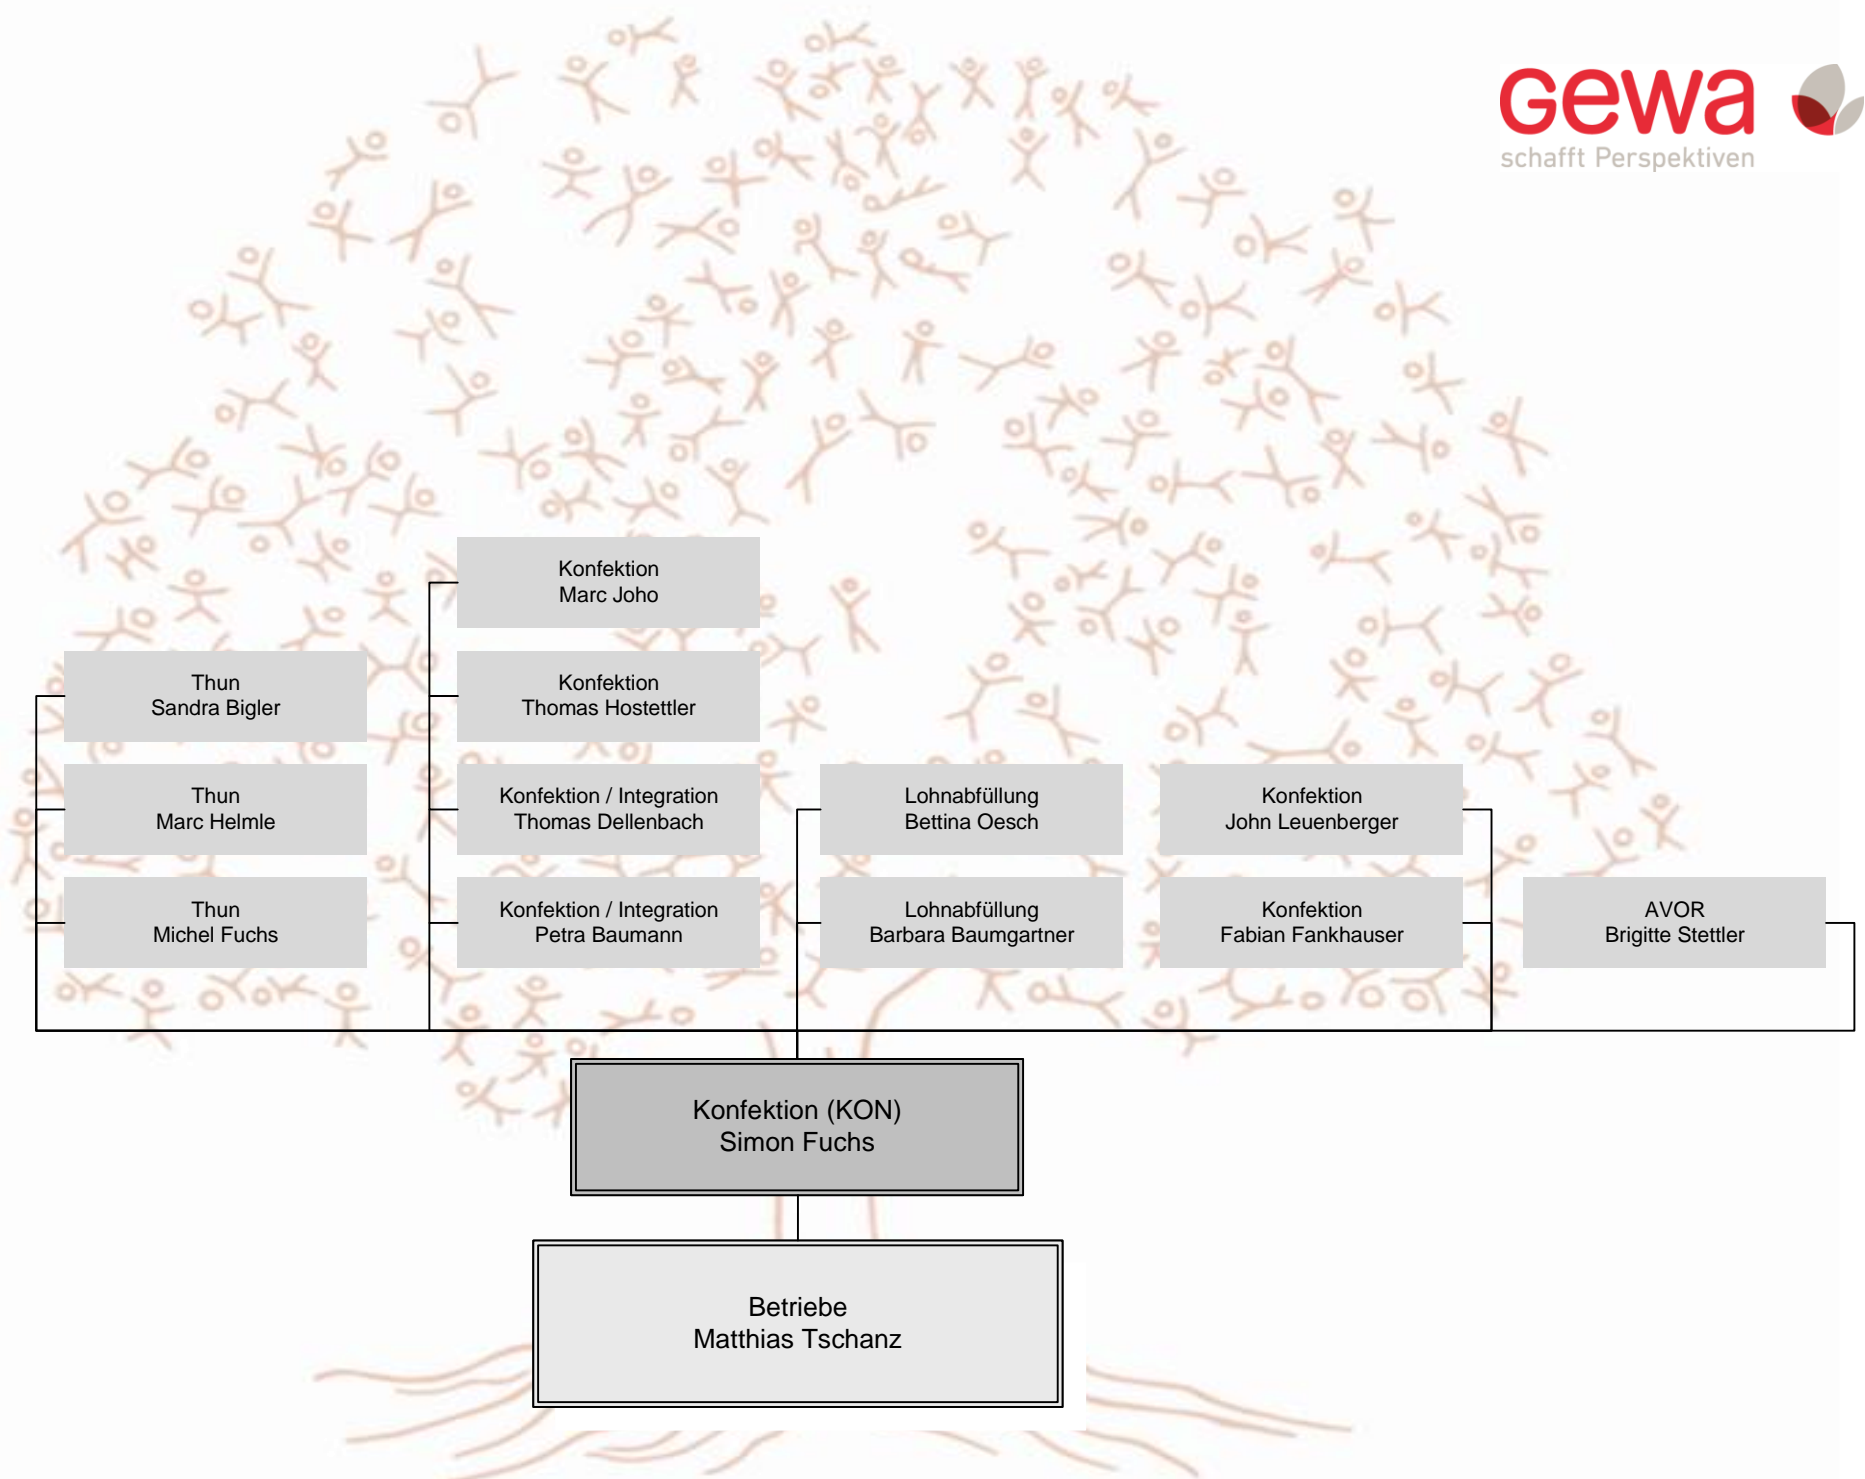 Gewa
schafft Perspektiven
Konfektion
Marc Joho
Thun
Sandra Bigler
Konfektion
Thomas Hostettler
Thun
Marc Helmle
Konfektion / Integration
Thomas Dellenbach
Lohnabfüllung
Bettina Oesch
Konfektion
John Leuenberger
Thun
Michel Fuchs
Konfektion / Integration
Petra Baumann
Lohnabfüllung
Barbara Baumgartner
Konfektion
Fabian Fankhauser
AVOR
Brigitte Stettler
Konfektion (KON)
Simon Fuchs
Betriebe
Matthias Tschanz